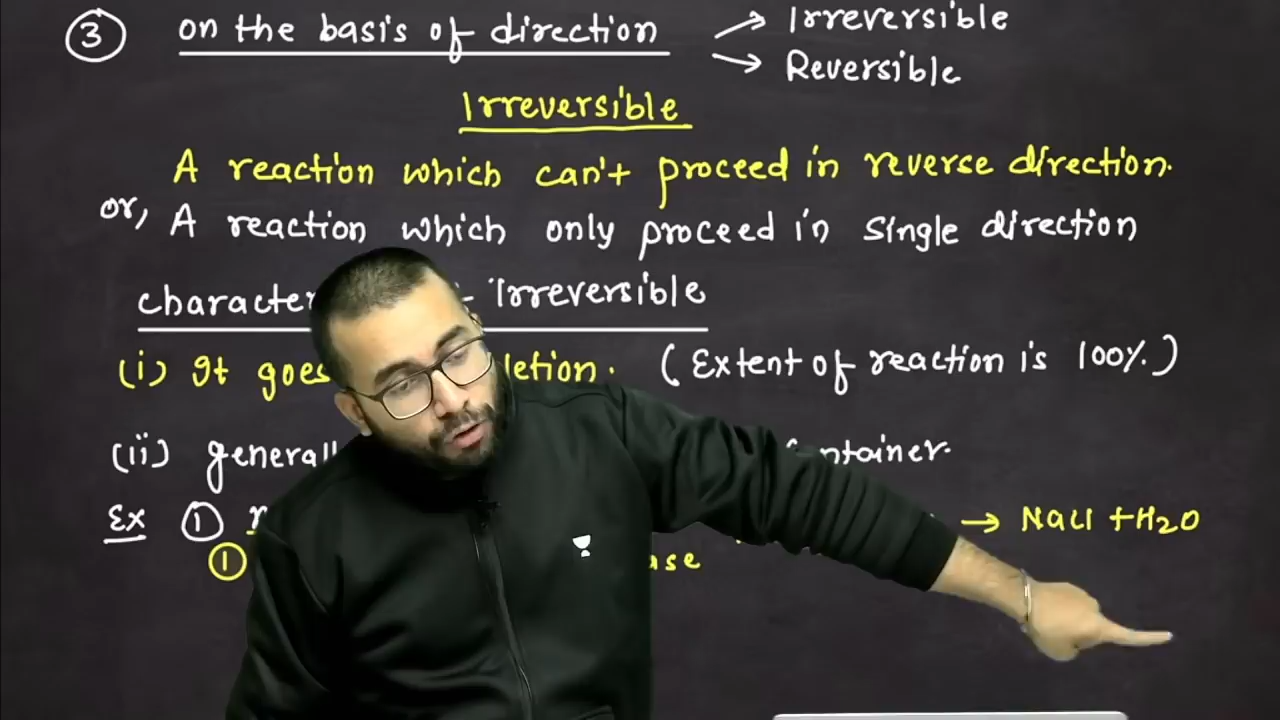 ③ on the basis of direction → Irreversible
→ Reversible
Irreversible
A reaction which can't proceed in reverse direction.
or, A reaction which only proceed in single direction
character - Irreversible
(i) It goes letion. (Extent of reaction is 100%.)
(ii) generall ntainer.
Ex ① → NaCl + H2O
① ase